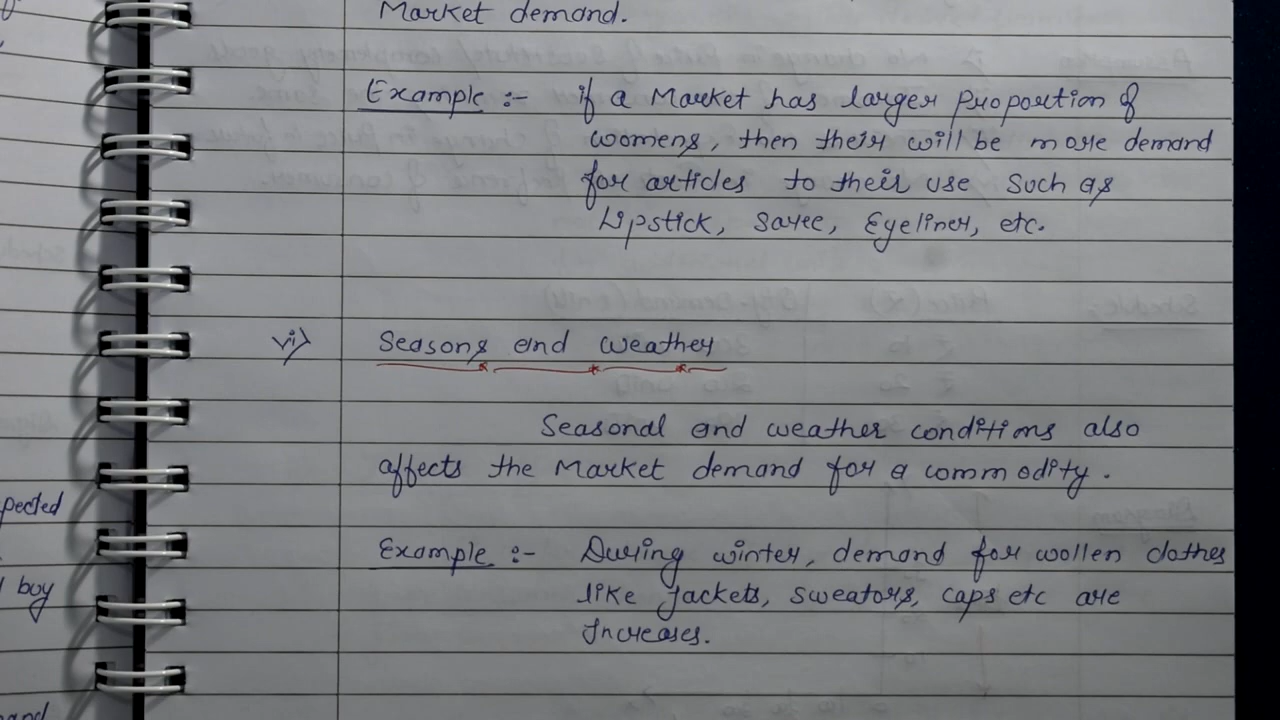 Market demand.
Example :- if a Market has larger proportion of
womens, then their will be more demand
for articles to their use such as
Lipstick, Saree, Eyeliner, etc.
vi) Seasons and weather
Seasonal and weather conditions also
affects the Market demand for a commodity.
pected
Example :- During winter, demand for wollen clothes
buy
like Jackets, sweators, caps etc are
Increases.